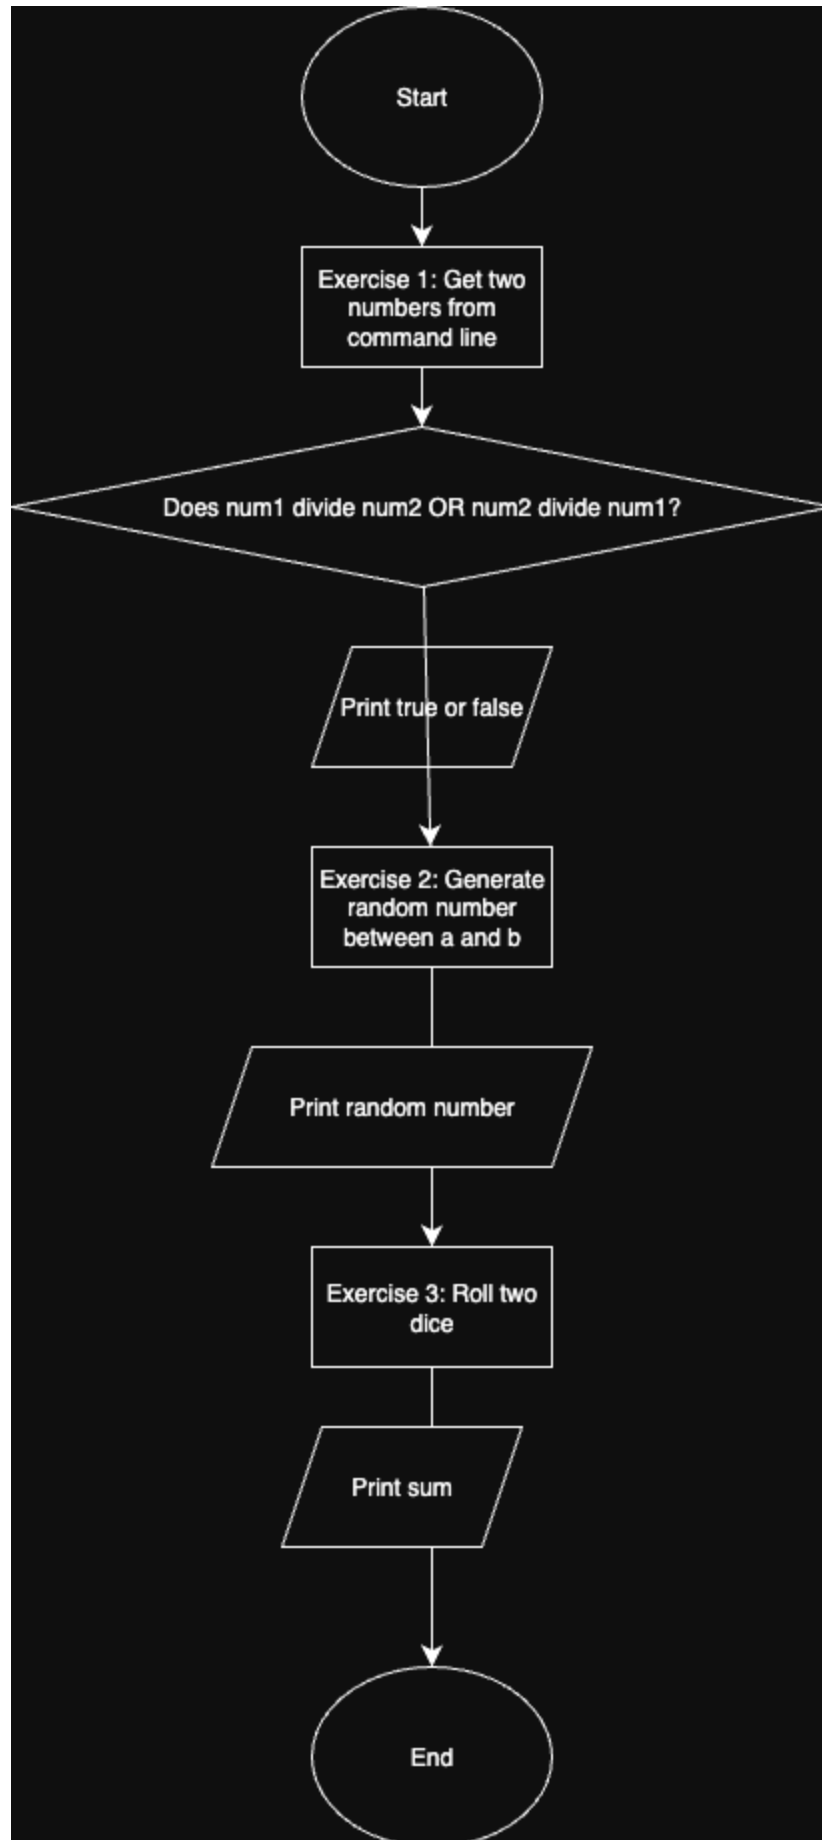 Start
Exercise 1: Get two
numbers from
command line
Does num1 divide num2 OR num2 divide num1?
Print true or false
Exercise 2: Generate
random number
between a and b
Print random number
Exercise 3: Roll two
dice
Print sum
End